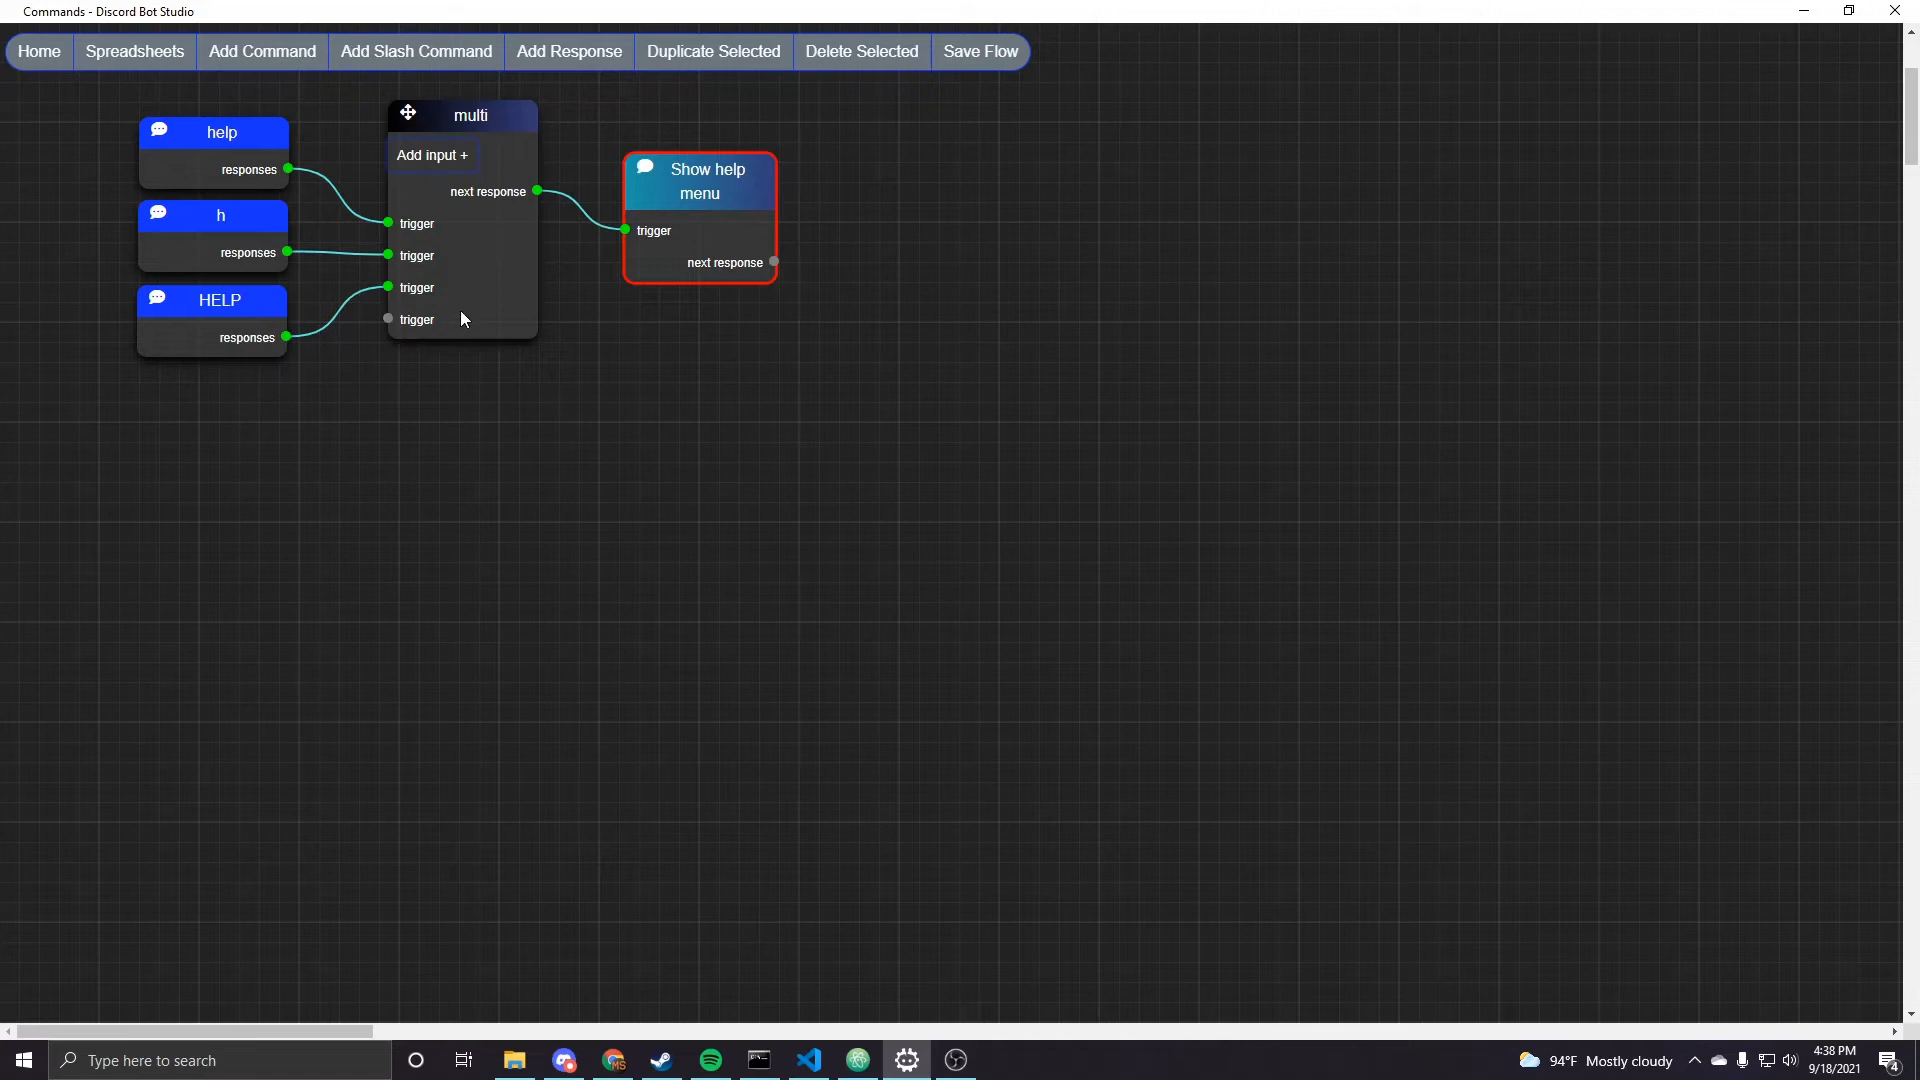 Commands - Discord Bot Studio
Home
Spreadsheets
Add Command
Add Slash Command
Add Response
Duplicate Selected
Delete Selected
Save Flow
help
responses
h
responses
HELP
responses
multi
Add input +
next response
trigger
trigger
trigger
trigger
Show help
menu
trigger
next response
Type here to search
MS
94°F Mostly cloudy
4:38 PM
9/18/2021
4